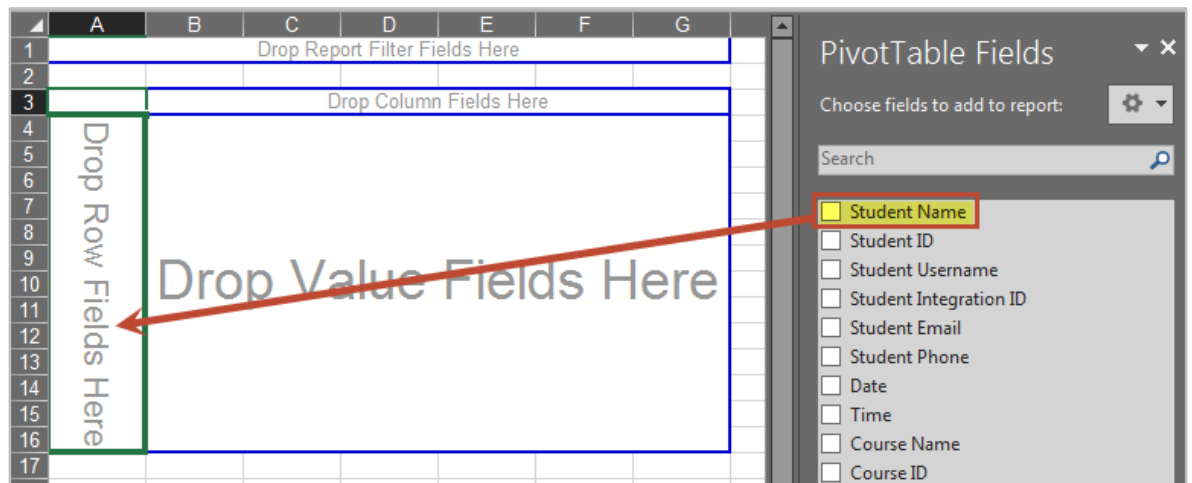 A B C D E F G
1 Drop Report Filter Fields Here
2
3 Drop Column Fields Here
4
5
6
7
8
9
10
11
12
13
14
15
16
17
Drop Row Fields Here
Drop Value Fields Here
PivotTable Fields
Choose fields to add to report:
Search
Student Name
Student ID
Student Username
Student Integration ID
Student Email
Student Phone
Date
Time
Course Name
Course ID